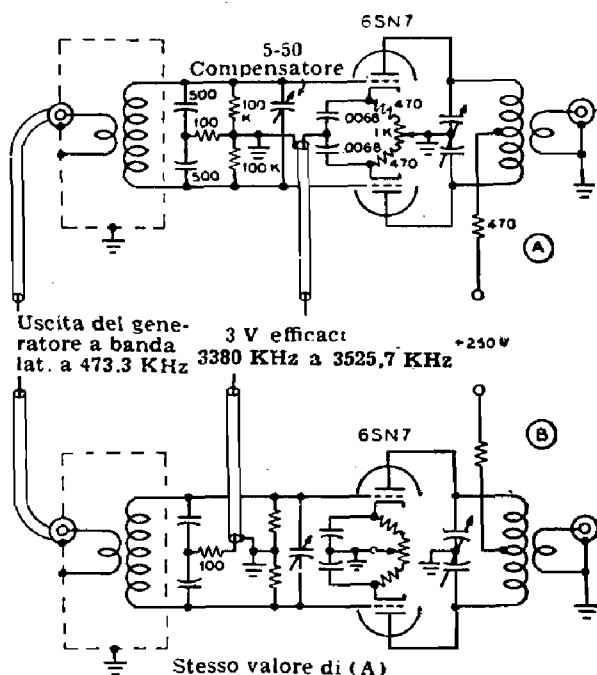 6SN7
5-50
Compensatore
500
100
100 K
470
.0068
1K
.0068
470
100 K
500
470
A
Uscita del gene-
ratore a banda
lat. a 473.3 KHz
3 V efficaci
3380 KHz a 3525,7 KHz
+250 V
B
6SN7
100
Stesso valore di (A)